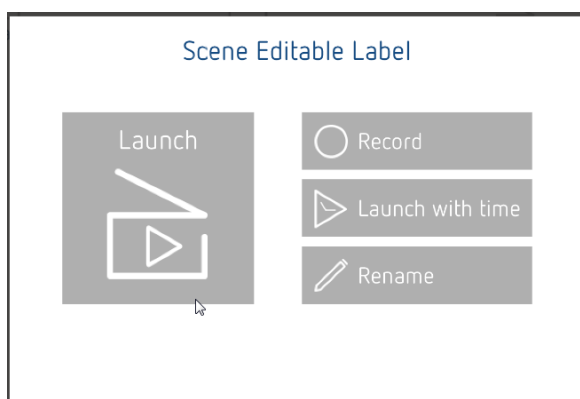 Scene Editable Label
Launch
Record
Launch with time
Rename